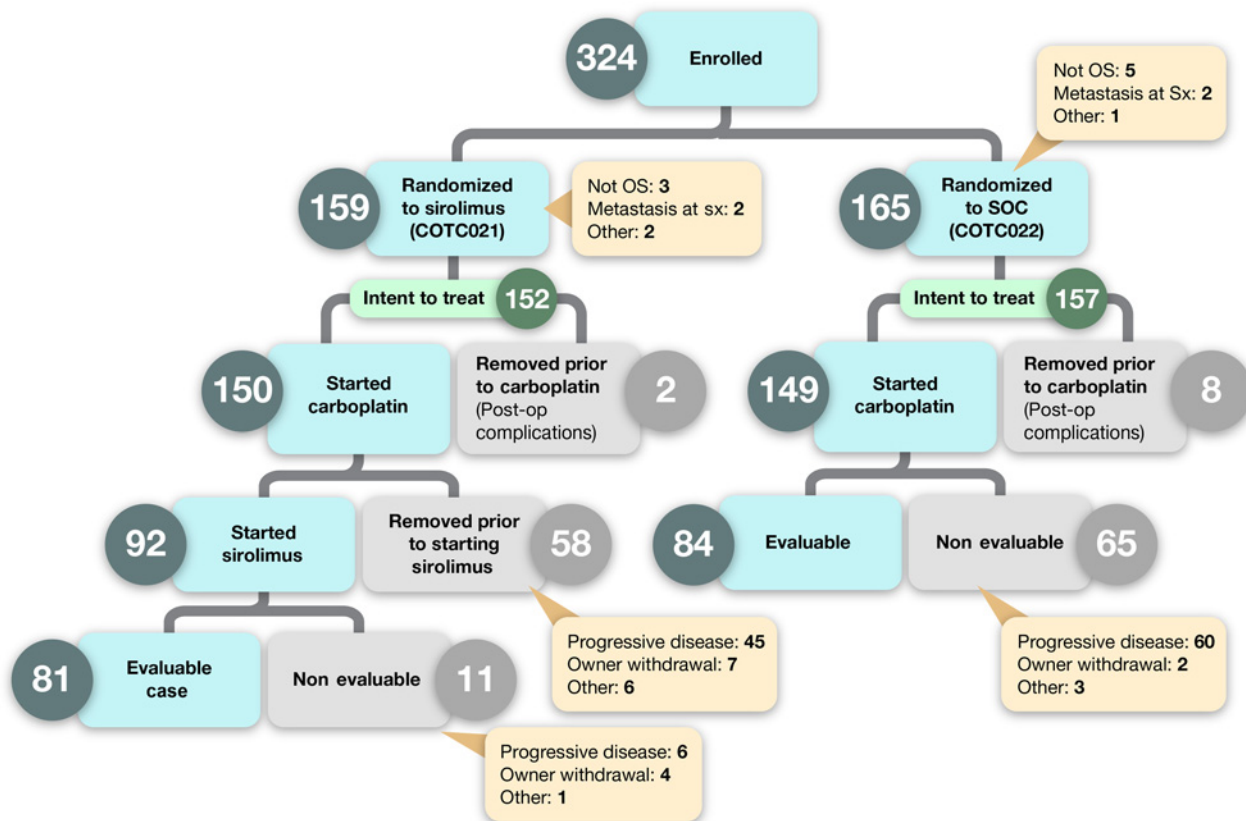 324
Enrolled
Not OS: 5
Metastasis at Sx: 2
Other: 1
159
Randomized
to sirolimus
(COTC021)
Not OS: 3
Metastasis at sx: 2
Other: 2
165
Randomized
to SOC
(COTC022)
Intent to treat
152
Intent to treat
157
150
Started
carboplatin
Removed prior
to carboplatin
(Post-op
complications)
2
149
Started
carboplatin
Removed prior
to carboplatin
(Post-op
complications)
8
92
Started
sirolimus
Removed prior
to starting
sirolimus
58
84
Evaluable
Non evaluable
65
81
Evaluable
case
Non evaluable
11
Progressive disease: 45
Owner withdrawal: 7
Other: 6
Progressive disease: 60
Owner withdrawal: 2
Other: 3
Progressive disease: 6
Owner withdrawal: 4
Other: 1